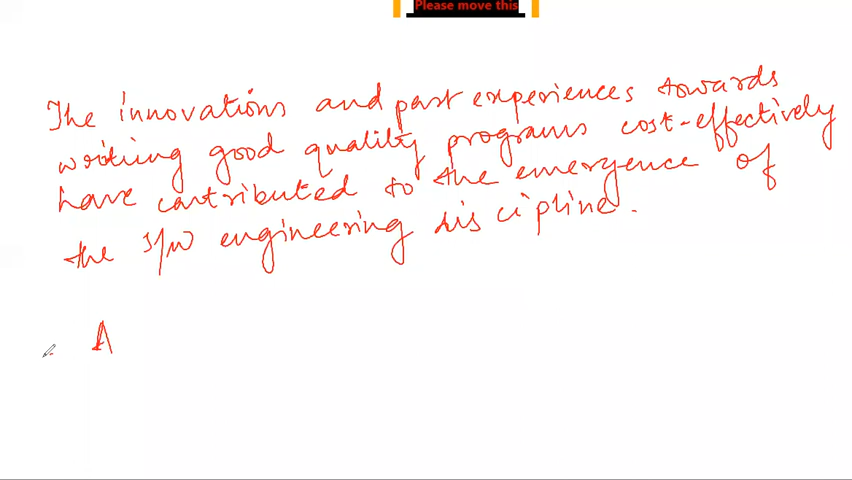 Please move this
The innovations and past experiences towards
writing good quality programs cost-effectively
have contributed to the emergence of
the s/w engineering discipline.
A